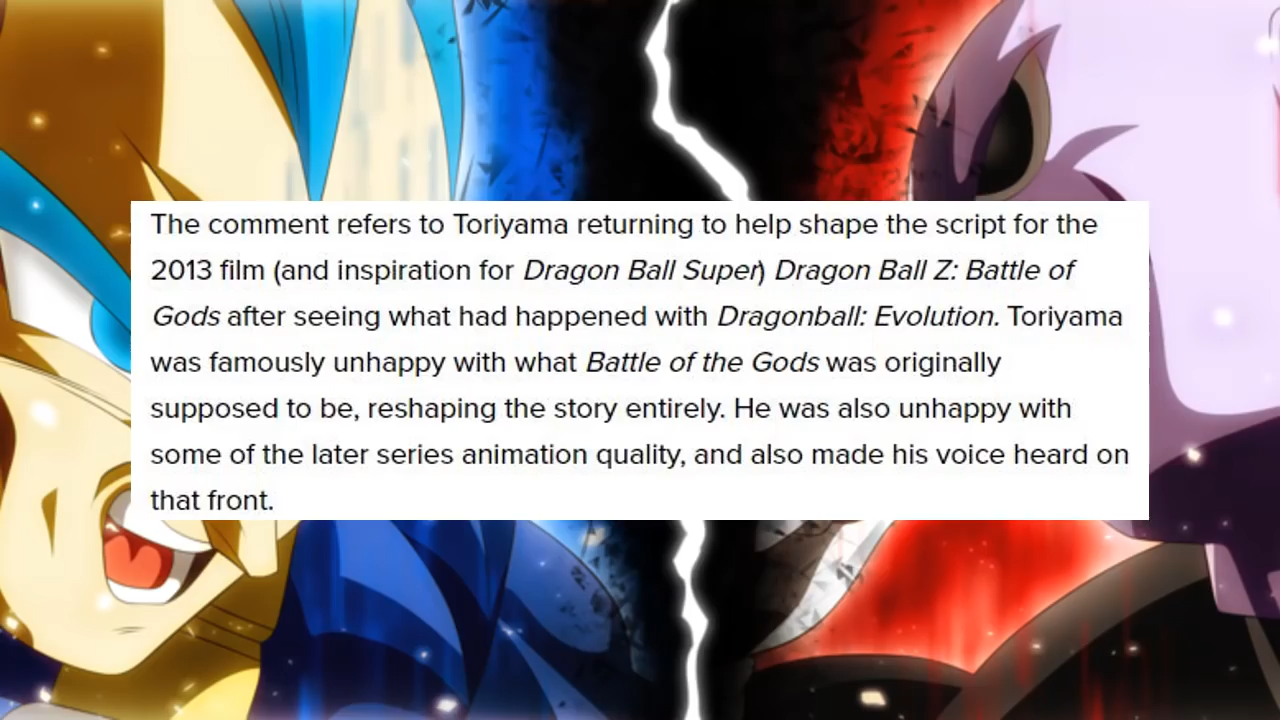 The comment refers to Toriyama returning to help shape the script for the
2013 film (and inspiration for Dragon Ball Super) Dragon Ball Z: Battle of
Gods after seeing what had happened with Dragonball: Evolution. Toriyama
was famously unhappy with what Battle of the Gods was originally
supposed to be, reshaping the story entirely. He was also unhappy with
some of the later series animation quality, and also made his voice heard on
that front.